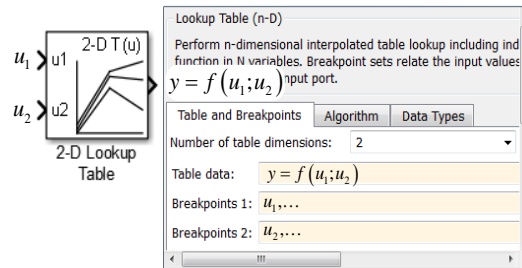 2-D T(u)
u₁ u1
u₂ u2
2-D Lookup
Table
Lookup Table (n-D)
Perform n-dimensional interpolated table lookup including ind
function in N variables. Breakpoint sets relate the input values
y = f(u₁;u₂) nput port.
Table and Breakpoints Algorithm Data Types
Number of table dimensions: 2
Table data: y = f(u₁;u₂)
Breakpoints 1: u₁,...
Breakpoints 2: u₂,...